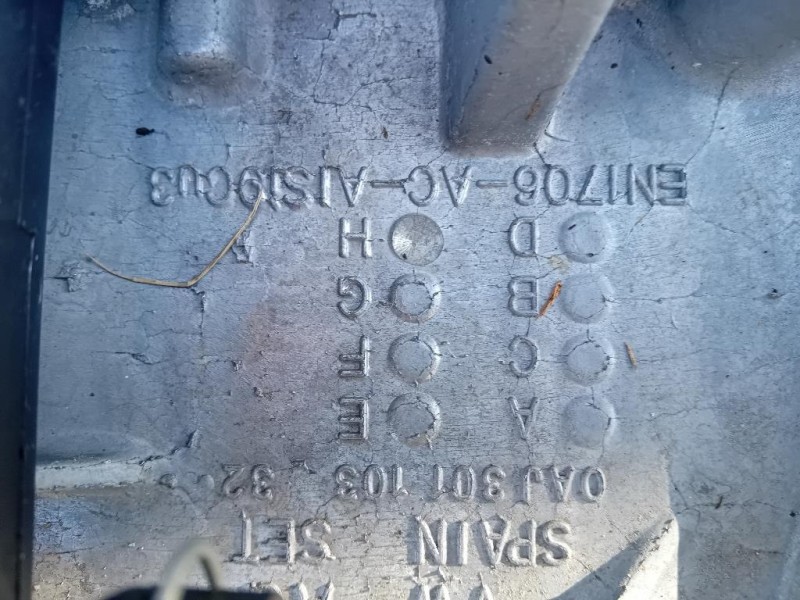 SPAIN SET
0AJ 301 103 32
A E
C F
B G
D H A
EN1706-AC-AlSi9Cu3